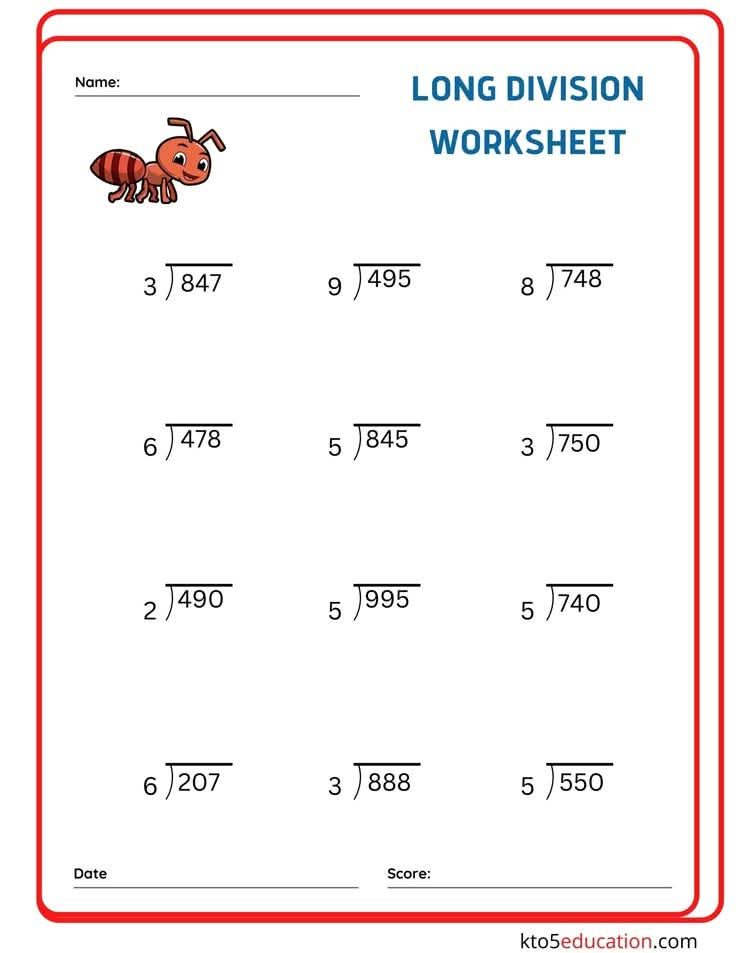 Name:
LONG DIVISION
WORKSHEET
3 847 9 495 8 748
6 478 5 845 3 750
2 490 5 995 5 740
6 207 3 888 5 550
Date Score:
kto5education.com